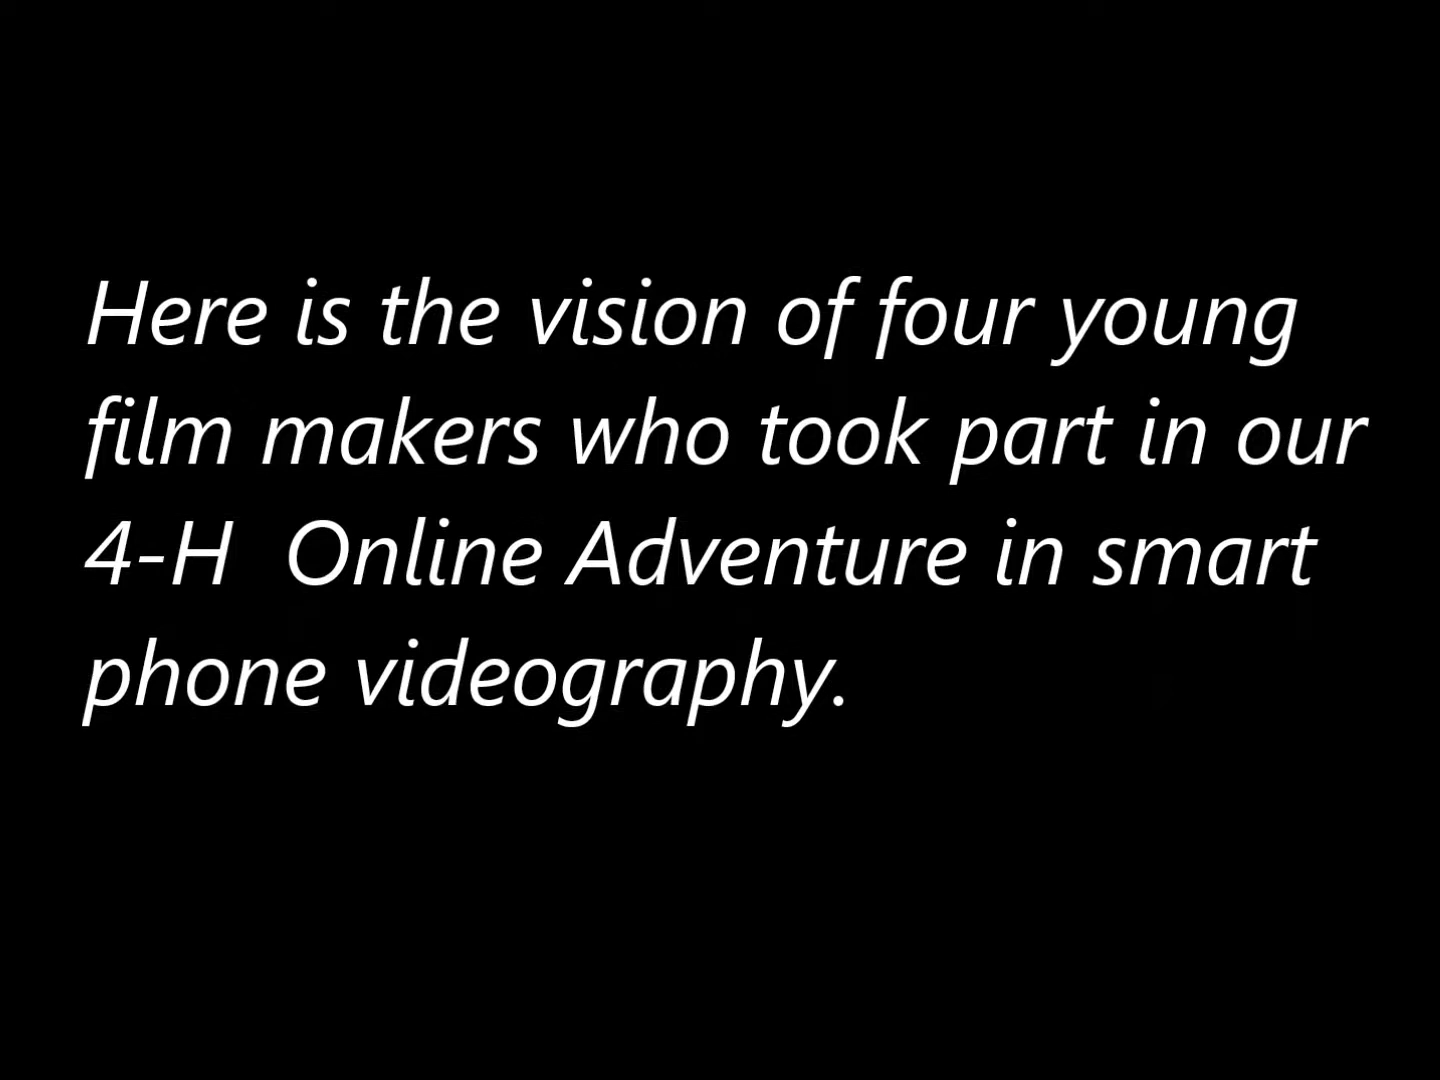 Here is the vision of four young
film makers who took part in our
4-H  Online Adventure in smart
phone videography.